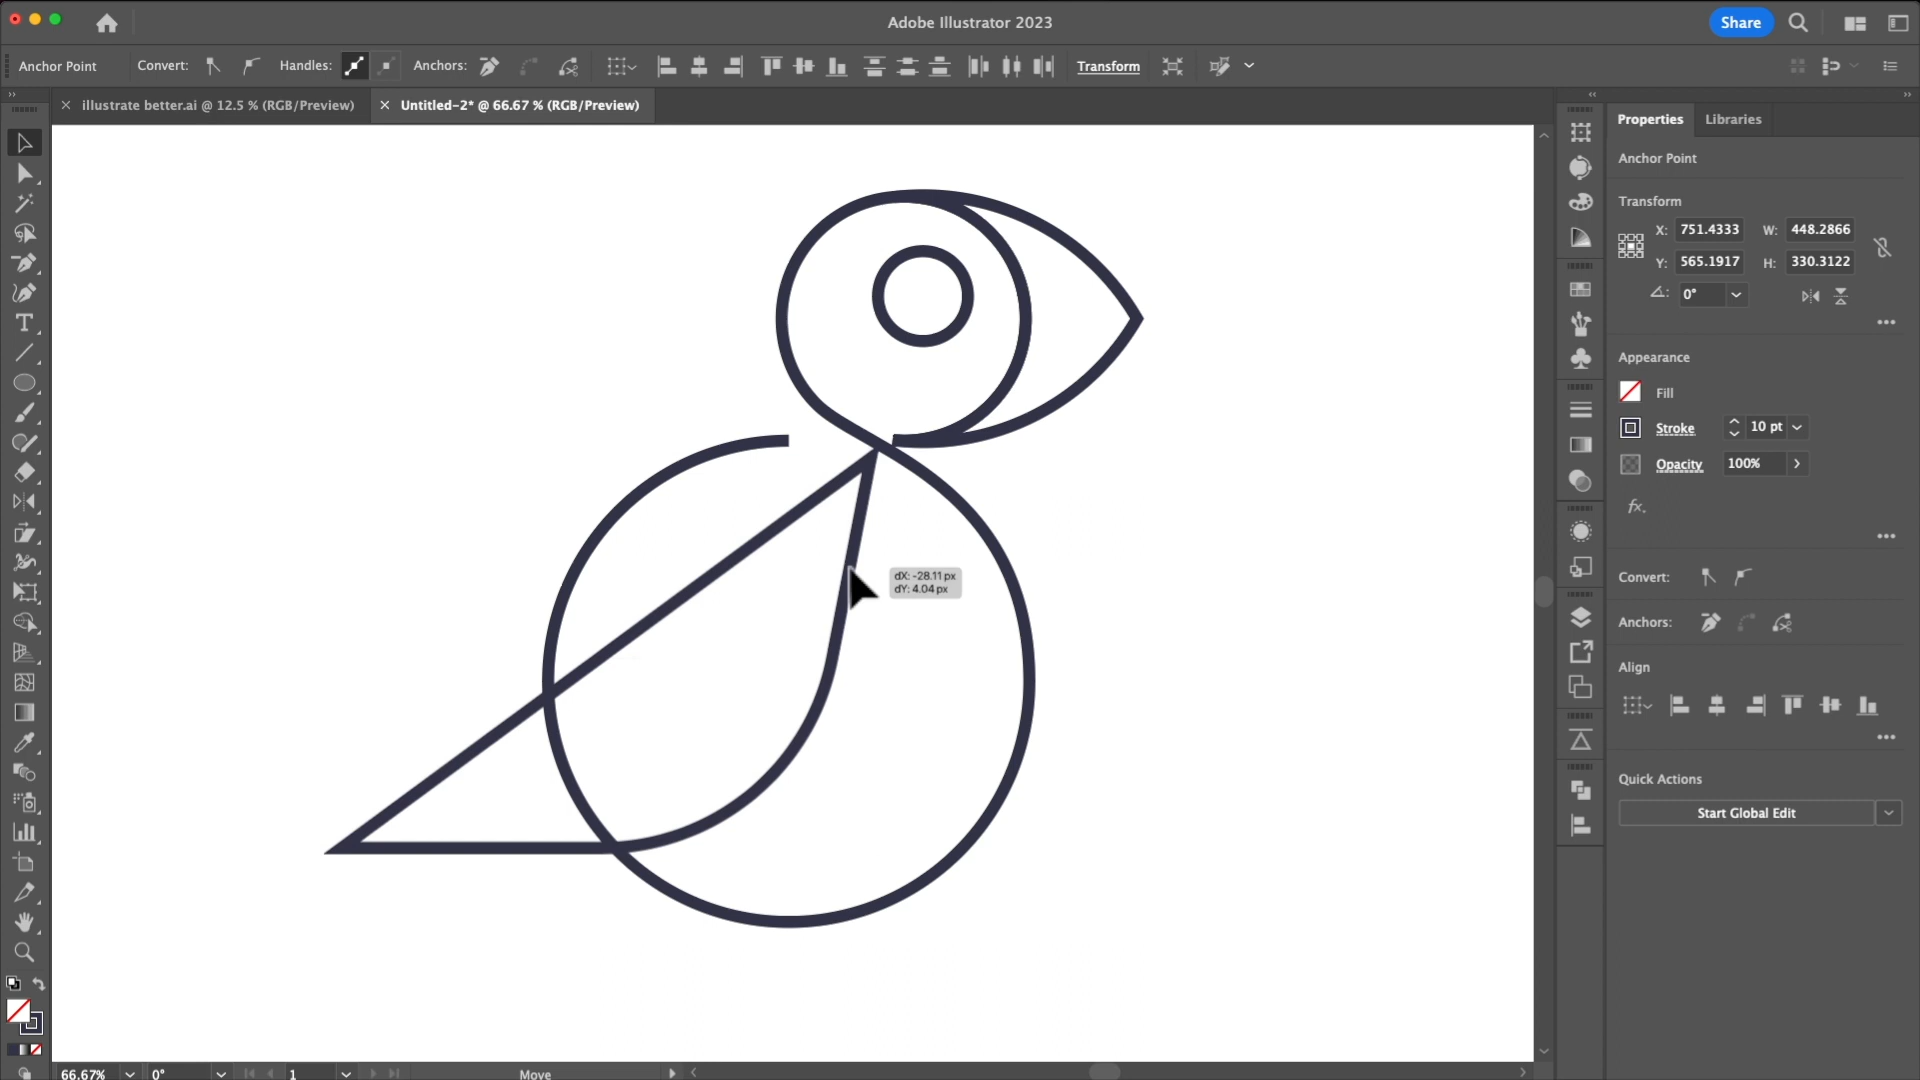 Adobe Illustrator 2023
Share
Anchor Point
Convert:
Handles:
Anchors:
Transform
illustrate better.ai @ 12.5 % (RGB/Preview)
Untitled-2* @ 66.67 % (RGB/Preview)
Properties
Libraries
Anchor Point
Transform
X: 751.4333
W: 448.2866
Y: 565.1917
H: 330.3122
0°
Appearance
Fill
Stroke
10 pt
Opacity
100%
fx.
Convert:
Anchors:
Align
Quick Actions
Start Global Edit
dX: -28.11 px
dY: 4.04 px
66.67%
0°
1
Move